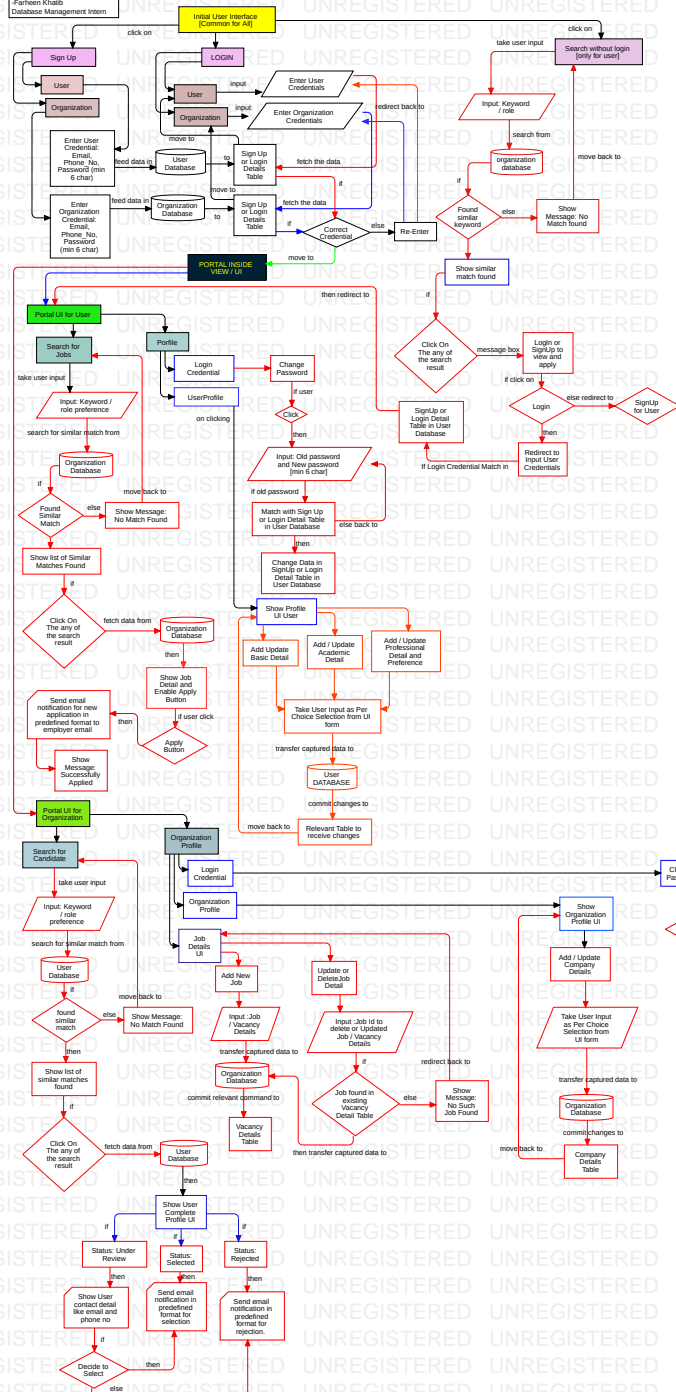 -Farheen Khatib
Database Management Intern
Initial User Interface
[Common for All]
click on
click on
Sign Up
LOGIN
take user input
Search without login
[only for user]
User
Organization
User
Organization
input
input
Enter User
Credentials
Enter Organization
Credentials
redirect back to
Input: Keyword
/ role
search from
organization
database
move back to
Enter User
Credential:
Email,
Phone_No,
Password (min
6 char)
feed data in
User
Database
to
move to
Sign Up
or Login
Details
Table
fetch the data
if
if
Enter
Organization
Credential:
Email,
Phone_No,
Password
(min 6 char)
feed data in
Organization
Database
to
move to
Sign Up
or Login
Details
Table
fetch the data
if
Correct
Credential
else
Re-Enter
Found
similar
keyword
else
Show
Message: No
Match found
PORTAL INSIDE
VIEW / UI
move to
Show similar
match found
if
then redirect to
Portal UI for User
Search for
Jobs
Porfile
Login
Credential
UserProfile
on clicking
Change
Password
if user
Click
then
Click On
The any of
the search
result
message box
LogIn or
SignUp to
view and
apply
if click on
Login
else redirect to
SignUp
for User
then
Redirect to
Input User
Credentials
If Login Credential Match in
SignUp or
Login Detail
Table in User
Database
take user input
Input: Keyword /
role preference
search for similar match from
Organization
Database
if
move back to
Found
Similar
Match
else
Show Message:
No Match Found
Input: Old password
and New password
[min 6 char]
if old password
Match with Sign Up
or Login Detail Table
in User Database
else back to
then
Change Data in
SignUp or Login
Detail Table in
User Database
Show list of Similar
Matches Found
if
Click On
The any of
the search
result
fetch data from
Organization
Database
then
Show Job
Detail and
Enable Apply
Button
if user click
Apply
Button
then
Send email
notification for new
application in
predefined format to
employer email
Show
Message:
Successfully
Applied
Show Profile
UI User
Add Update
Basic Detail
Add / Update
Academic
Detail
Add / Update
Professional
Detail and
Preference
Take User Input as Per
Choice Selection from UI
form
transfer captured data to
User
DATABASE
commit changes to
move back to
Relevant Table to
receive changes
Portal UI for
Organization
Search for
Candidate
Organization
Profile
Login
Credential
Organization
Profile
Job
Details
UI
take user input
Input: Keyword
/ role
preference
search for similar match from
User
Database
if
move back to
found
similar
match
else
Show Message:
No Match Found
then
Show list of
similar matches
found
if
Click On
The any of
the search
result
fetch data from
User
Database
then
Add New
Job
Update or
DeleteJob
Detail
Input :Job
/ Vacancy
Details
Input :Job Id to
delete or Updated
Job / Vacancy
Details
transfer captured data to
Organization
Database
commit relevant command to
Vacancy
Details
Table
if
Job found in
existing
Vacancy
Detail Table
else
redirect back to
Show
Message:
No Such
Job Found
then transfer captured data to
Show
Organization
Profile UI
Add / Update
Company
Details
Take User Input
as Per Choice
Selection from
UI form
transfer captured data to
Organization
Database
commit changes to
move back to
Company
Details
Table
Show User
Complete
Profile UI
if
if
if
Status: Under
Review
Status:
Selected
Status:
Rejected
then
then
then
Show User
contact detail
like email and
phone no
Send email
notification in
predefined
format for
selection
Send email
notification in
predefined
format for
rejection.
if
Decide to
Select
then
else
UNREGISTERED